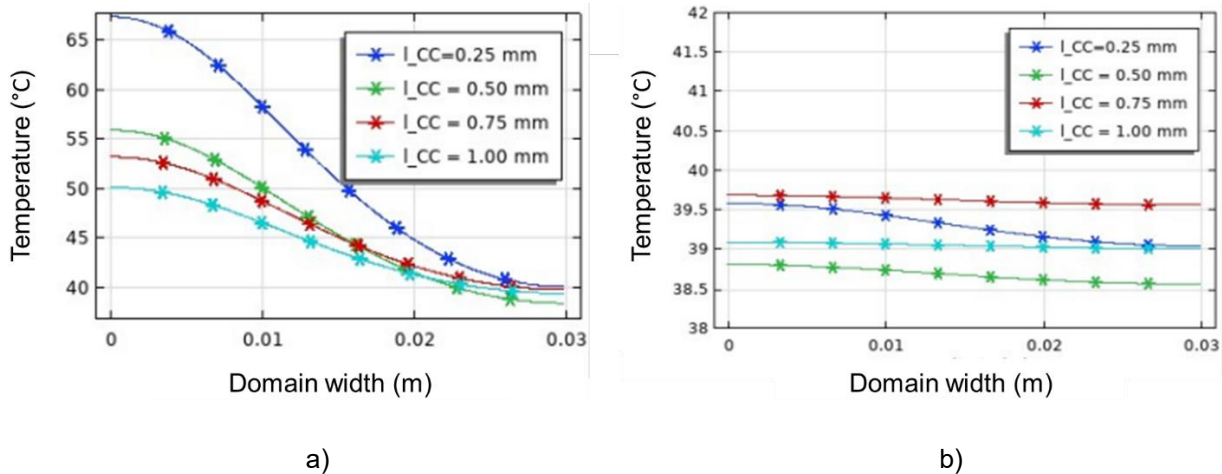 65
60
55
50
45
40
0
0.01
0.02
0.03
Temperature (°C)
Domain width (m)
l_CC=0.25 mm
l_CC = 0.50 mm
l_CC = 0.75 mm
l_CC = 1.00 mm
a)
42
41.5
41
40.5
40
39.5
39
38.5
38
0
0.01
0.02
0.03
Temperature (°C)
Domain width (m)
l_CC=0.25 mm
l_CC = 0.50 mm
l_CC = 0.75 mm
l_CC = 1.00 mm
b)